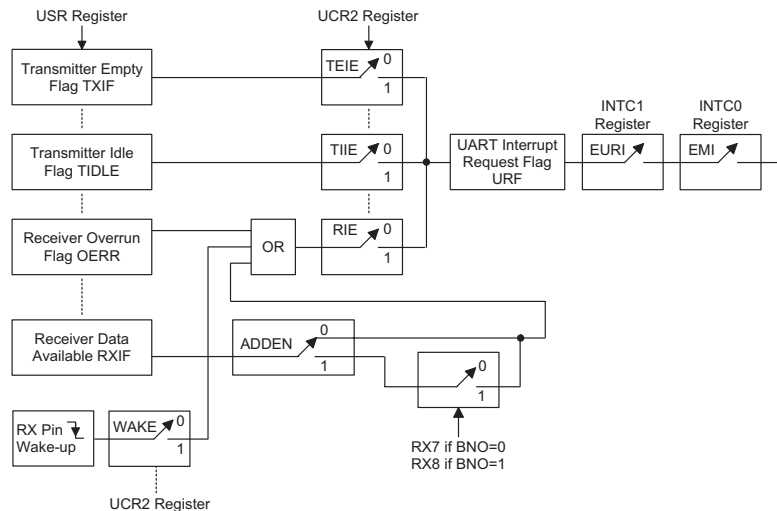 USR Register
UCR2 Register
Transmitter Empty
Flag TXIF
TEIE
0
1
INTC1
Register
INTC0
Register
Transmitter Idle
Flag TIDLE
TIIE
0
1
UART Interrupt
Request Flag
URF
EURI
EMI
Receiver Overrun
Flag OERR
OR
RIE
0
1
Receiver Data
Available RXIF
ADDEN
0
1
0
1
RX Pin
Wake-up
WAKE
0
1
RX7 if BNO=0
RX8 if BNO=1
UCR2 Register